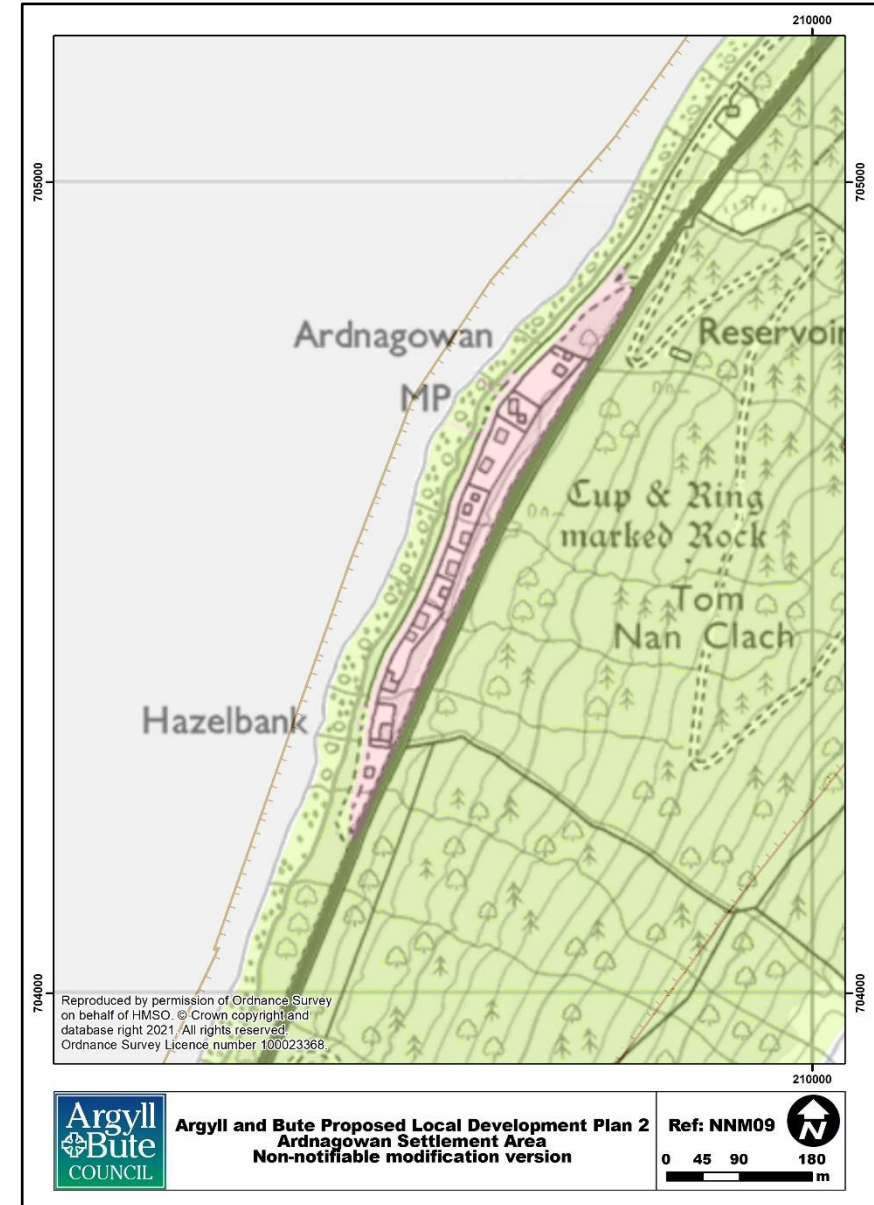 210000
705000
705000
Ardnagowan
MP
Reservoir
Cup & Ring
marked Rock
Tom
Nan Clach
Hazelbank
704000
704000
Reproduced by permission of Ordnance Survey
on behalf of HMSO. © Crown copyright and
database right 2021. All rights reserved.
Ordnance Survey Licence number 100023368.
210000
Argyll
&Bute
COUNCIL
Argyll and Bute Proposed Local Development Plan 2
Ardnagowan Settlement Area
Non-notifiable modification version
Ref: NNM09
N
0 45 90 180
m